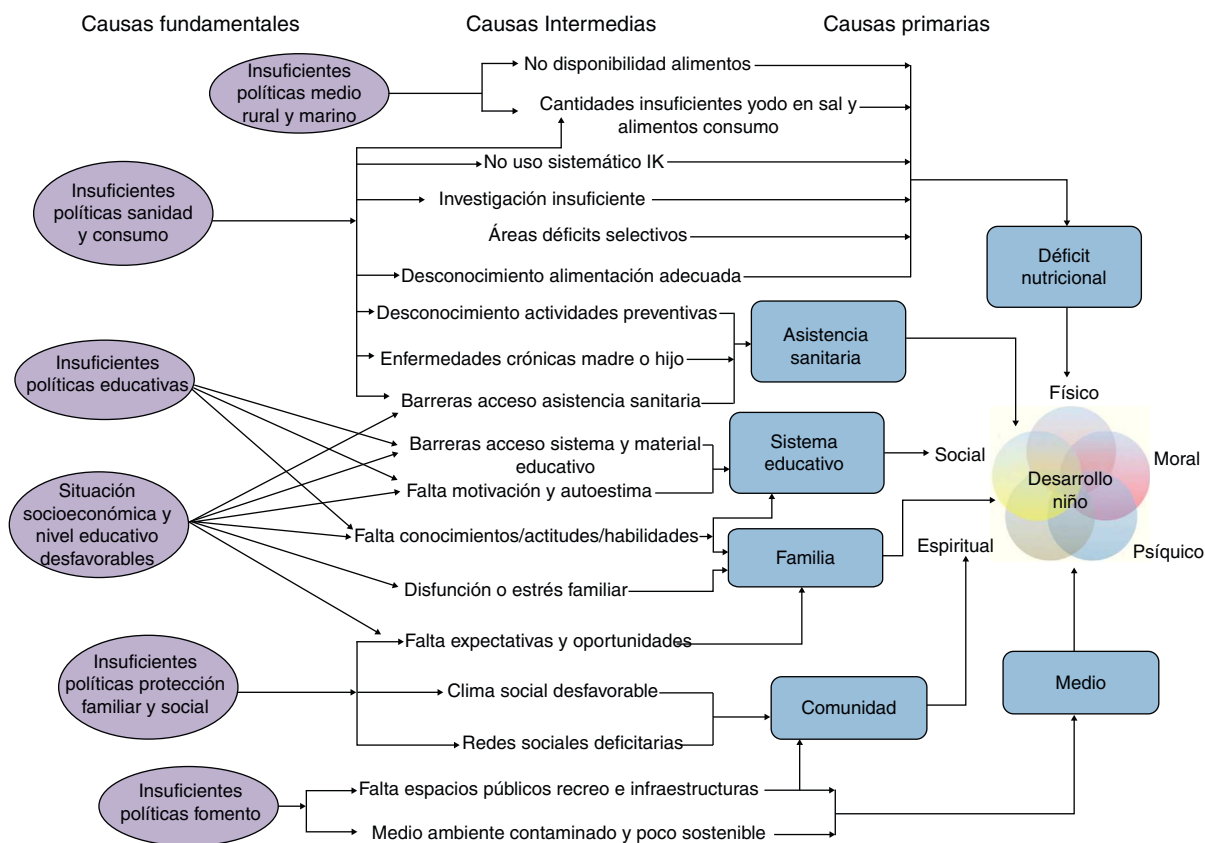 Causas fundamentales
Causas Intermedias
Causas primarias
Insuficientes
políticas medio
rural y marino
No disponibilidad alimentos
Cantidades insuficientes yodo en sal y
alimentos consumo
No uso sistemático IK
Insuficientes
políticas sanidad
y consumo
Investigación insuficiente
Áreas déficits selectivos
Desconocimiento alimentación adecuada
Déficit
nutricional
Desconocimiento actividades preventivas
Enfermedades crónicas madre o hijo
Barreras acceso asistencia sanitaria
Asistencia
sanitaria
Insuficientes
políticas educativas
Barreras acceso sistema y material
educativo
Falta motivación y autoestima
Sistema
educativo
Físico
Social
Moral
Desarrollo
niño
Espiritual
Psíquico
Situación
socioeconómica y
nivel educativo
desfavorables
Falta conocimientos/actitudes/habilidades
Disfunción o estrés familiar
Familia
Falta expectativas y oportunidades
Insuficientes
políticas protección
familiar y social
Clima social desfavorable
Redes sociales deficitarias
Comunidad
Medio
Insuficientes
políticas fomento
Falta espacios públicos recreo e infraestructuras
Medio ambiente contaminado y poco sostenible